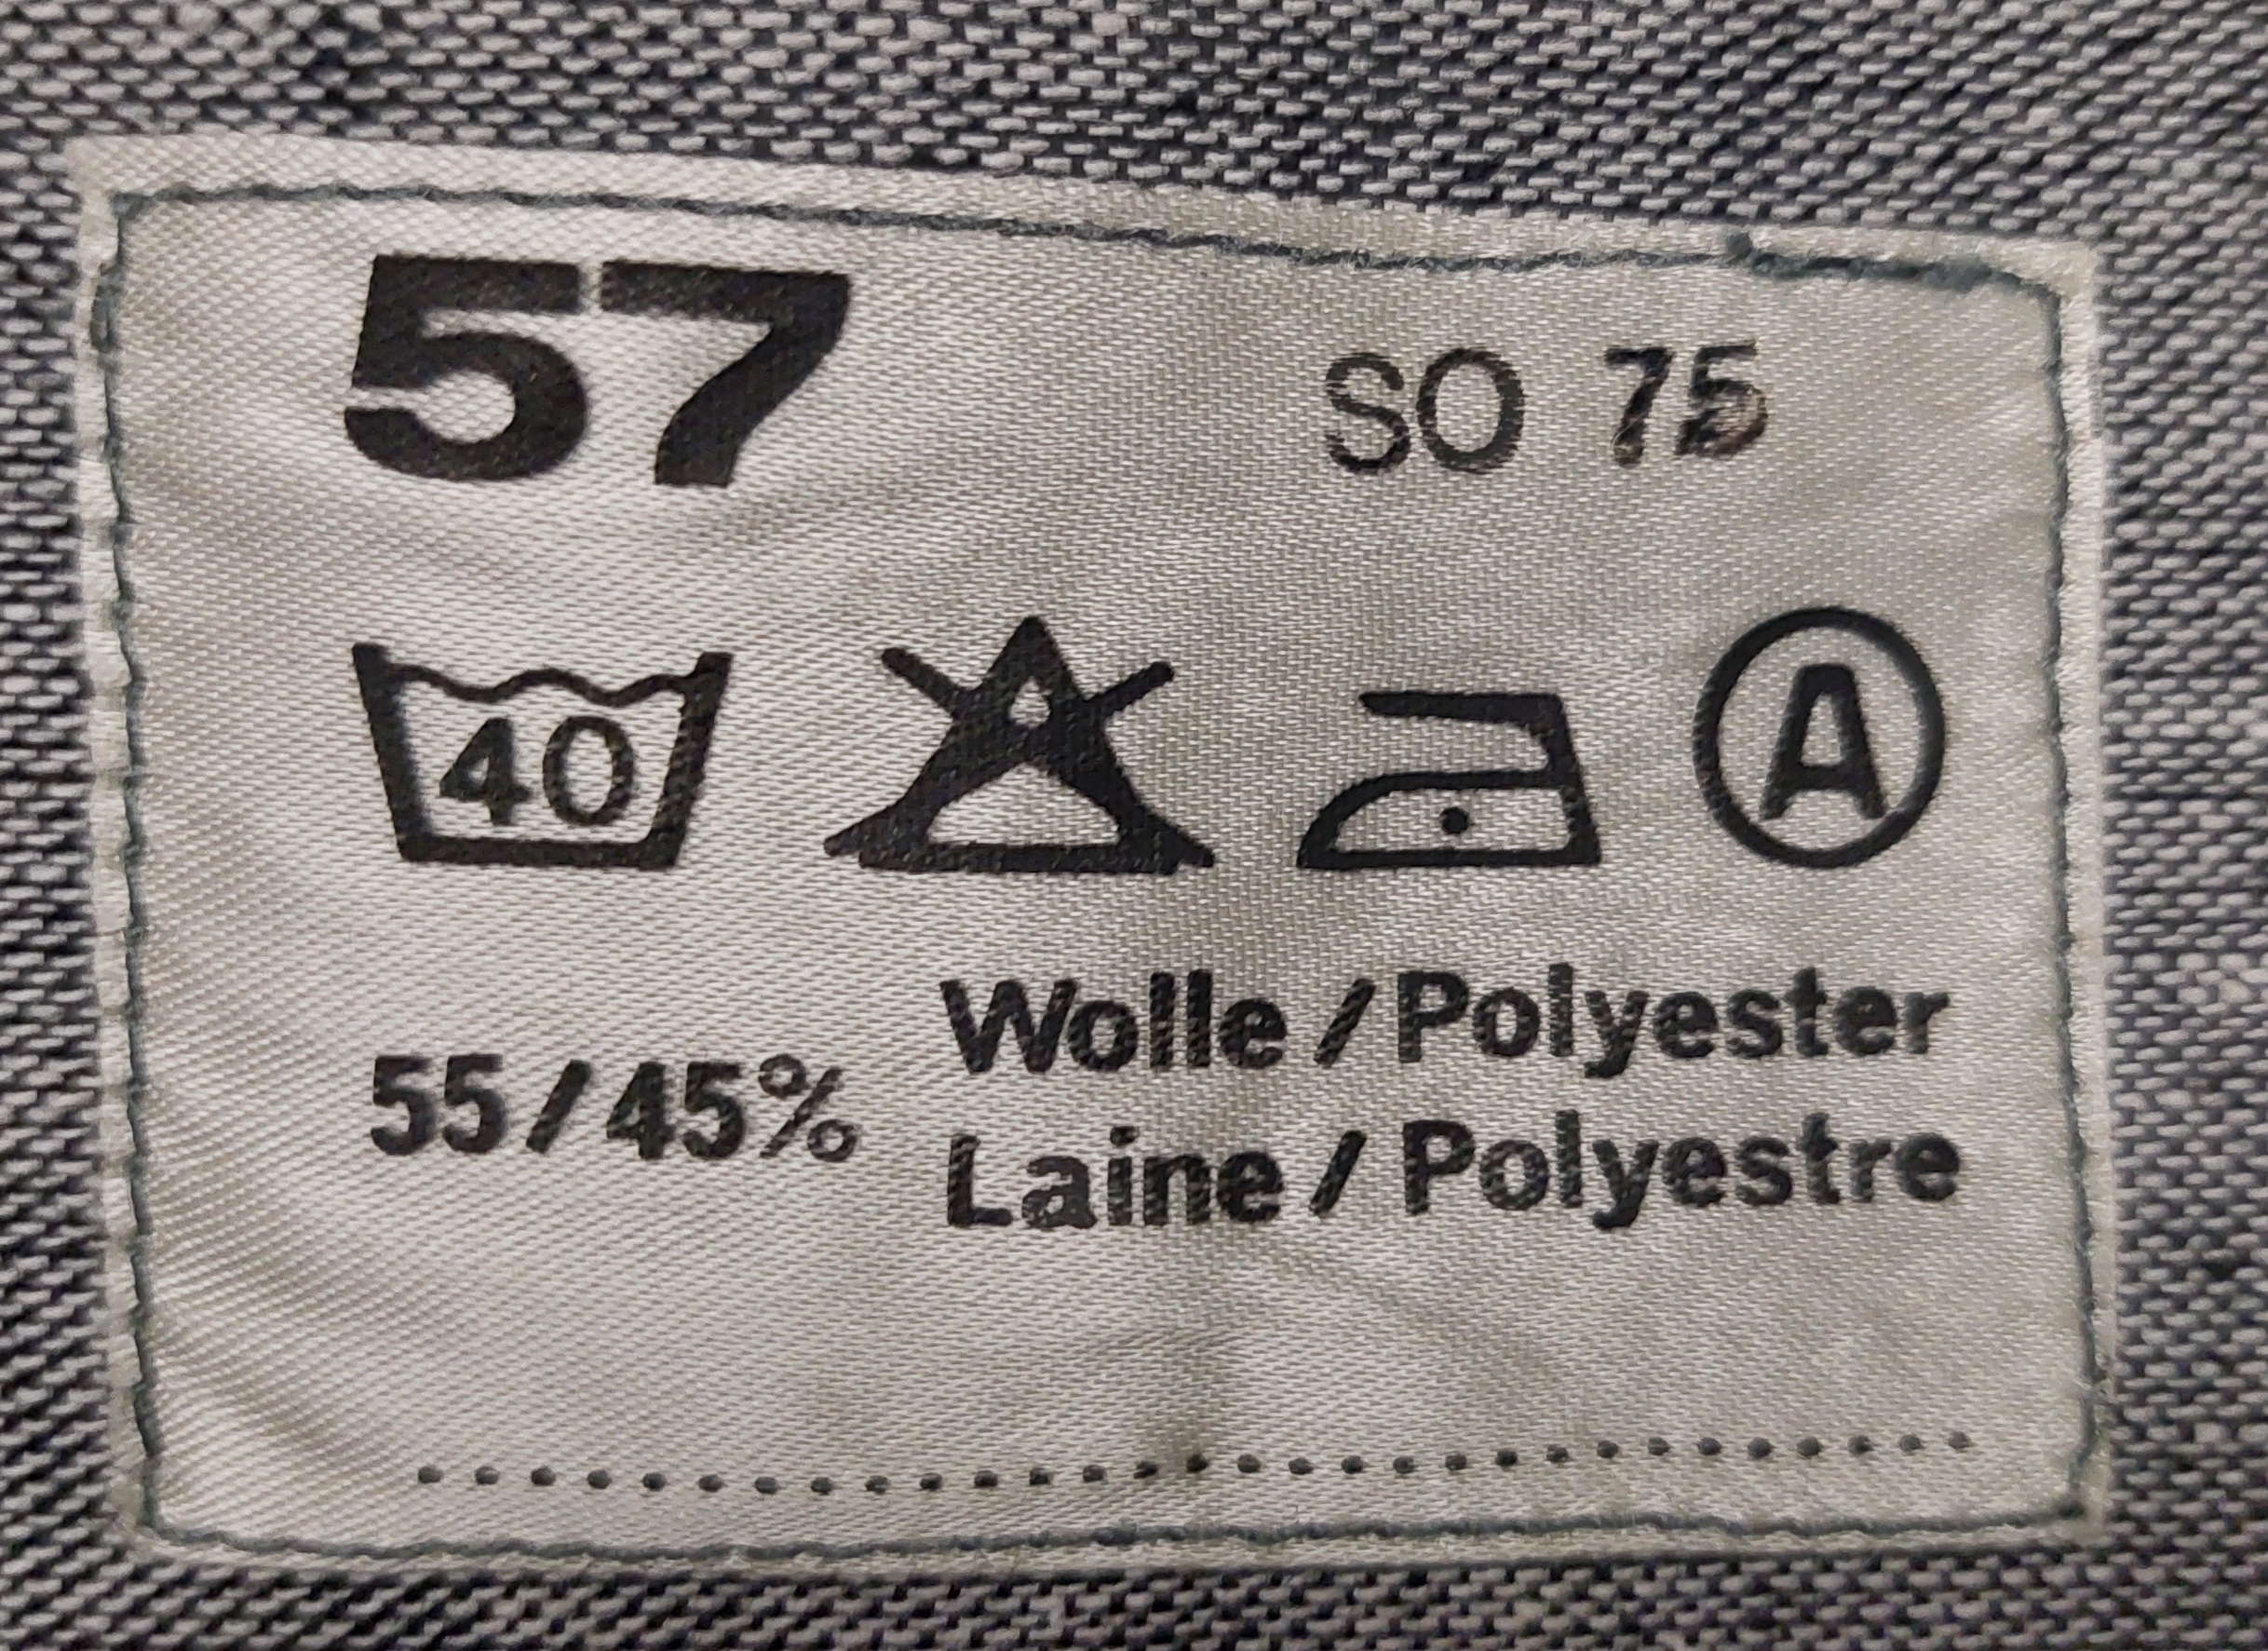 57
SO 75
40
A
55/45% Wolle/Polyester
Laine/Polyestre